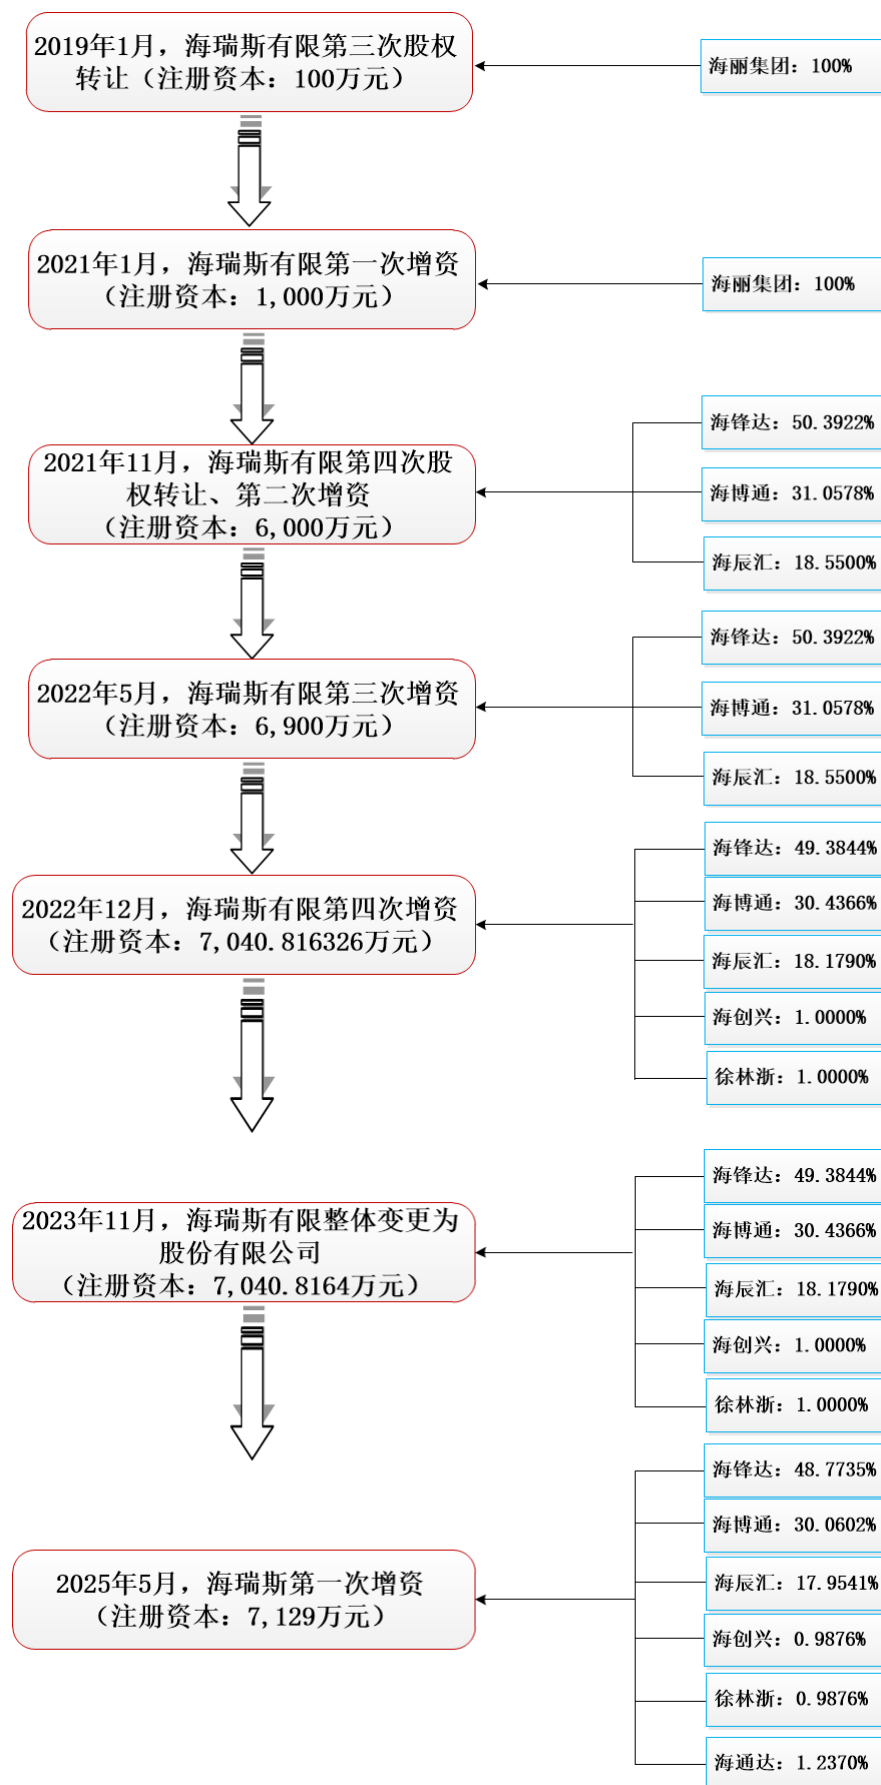 2019年1月，海瑞斯有限第三次股权
转让（注册资本：100万元）
海丽集团：100%
2021年1月，海瑞斯有限第一次增资
（注册资本：1,000万元）
海丽集团：100%
2021年11月，海瑞斯有限第四次股
权转让、第二次增资
（注册资本：6,000万元）
海锋达：50.3922%
海博通：31.0578%
海辰汇：18.5500%
2022年5月，海瑞斯有限第三次增资
（注册资本：6,900万元）
海锋达：50.3922%
海博通：31.0578%
海辰汇：18.5500%
2022年12月，海瑞斯有限第四次增资
（注册资本：7,040.816326万元）
海锋达：49.3844%
海博通：30.4366%
海辰汇：18.1790%
海创兴：1.0000%
徐林浙：1.0000%
2023年11月，海瑞斯有限整体变更为
股份有限公司
（注册资本：7,040.8164万元）
海锋达：49.3844%
海博通：30.4366%
海辰汇：18.1790%
海创兴：1.0000%
徐林浙：1.0000%
2025年5月，海瑞斯第一次增资
（注册资本：7,129万元）
海锋达：48.7735%
海博通：30.0602%
海辰汇：17.9541%
海创兴：0.9876%
徐林浙：0.9876%
海通达：1.2370%